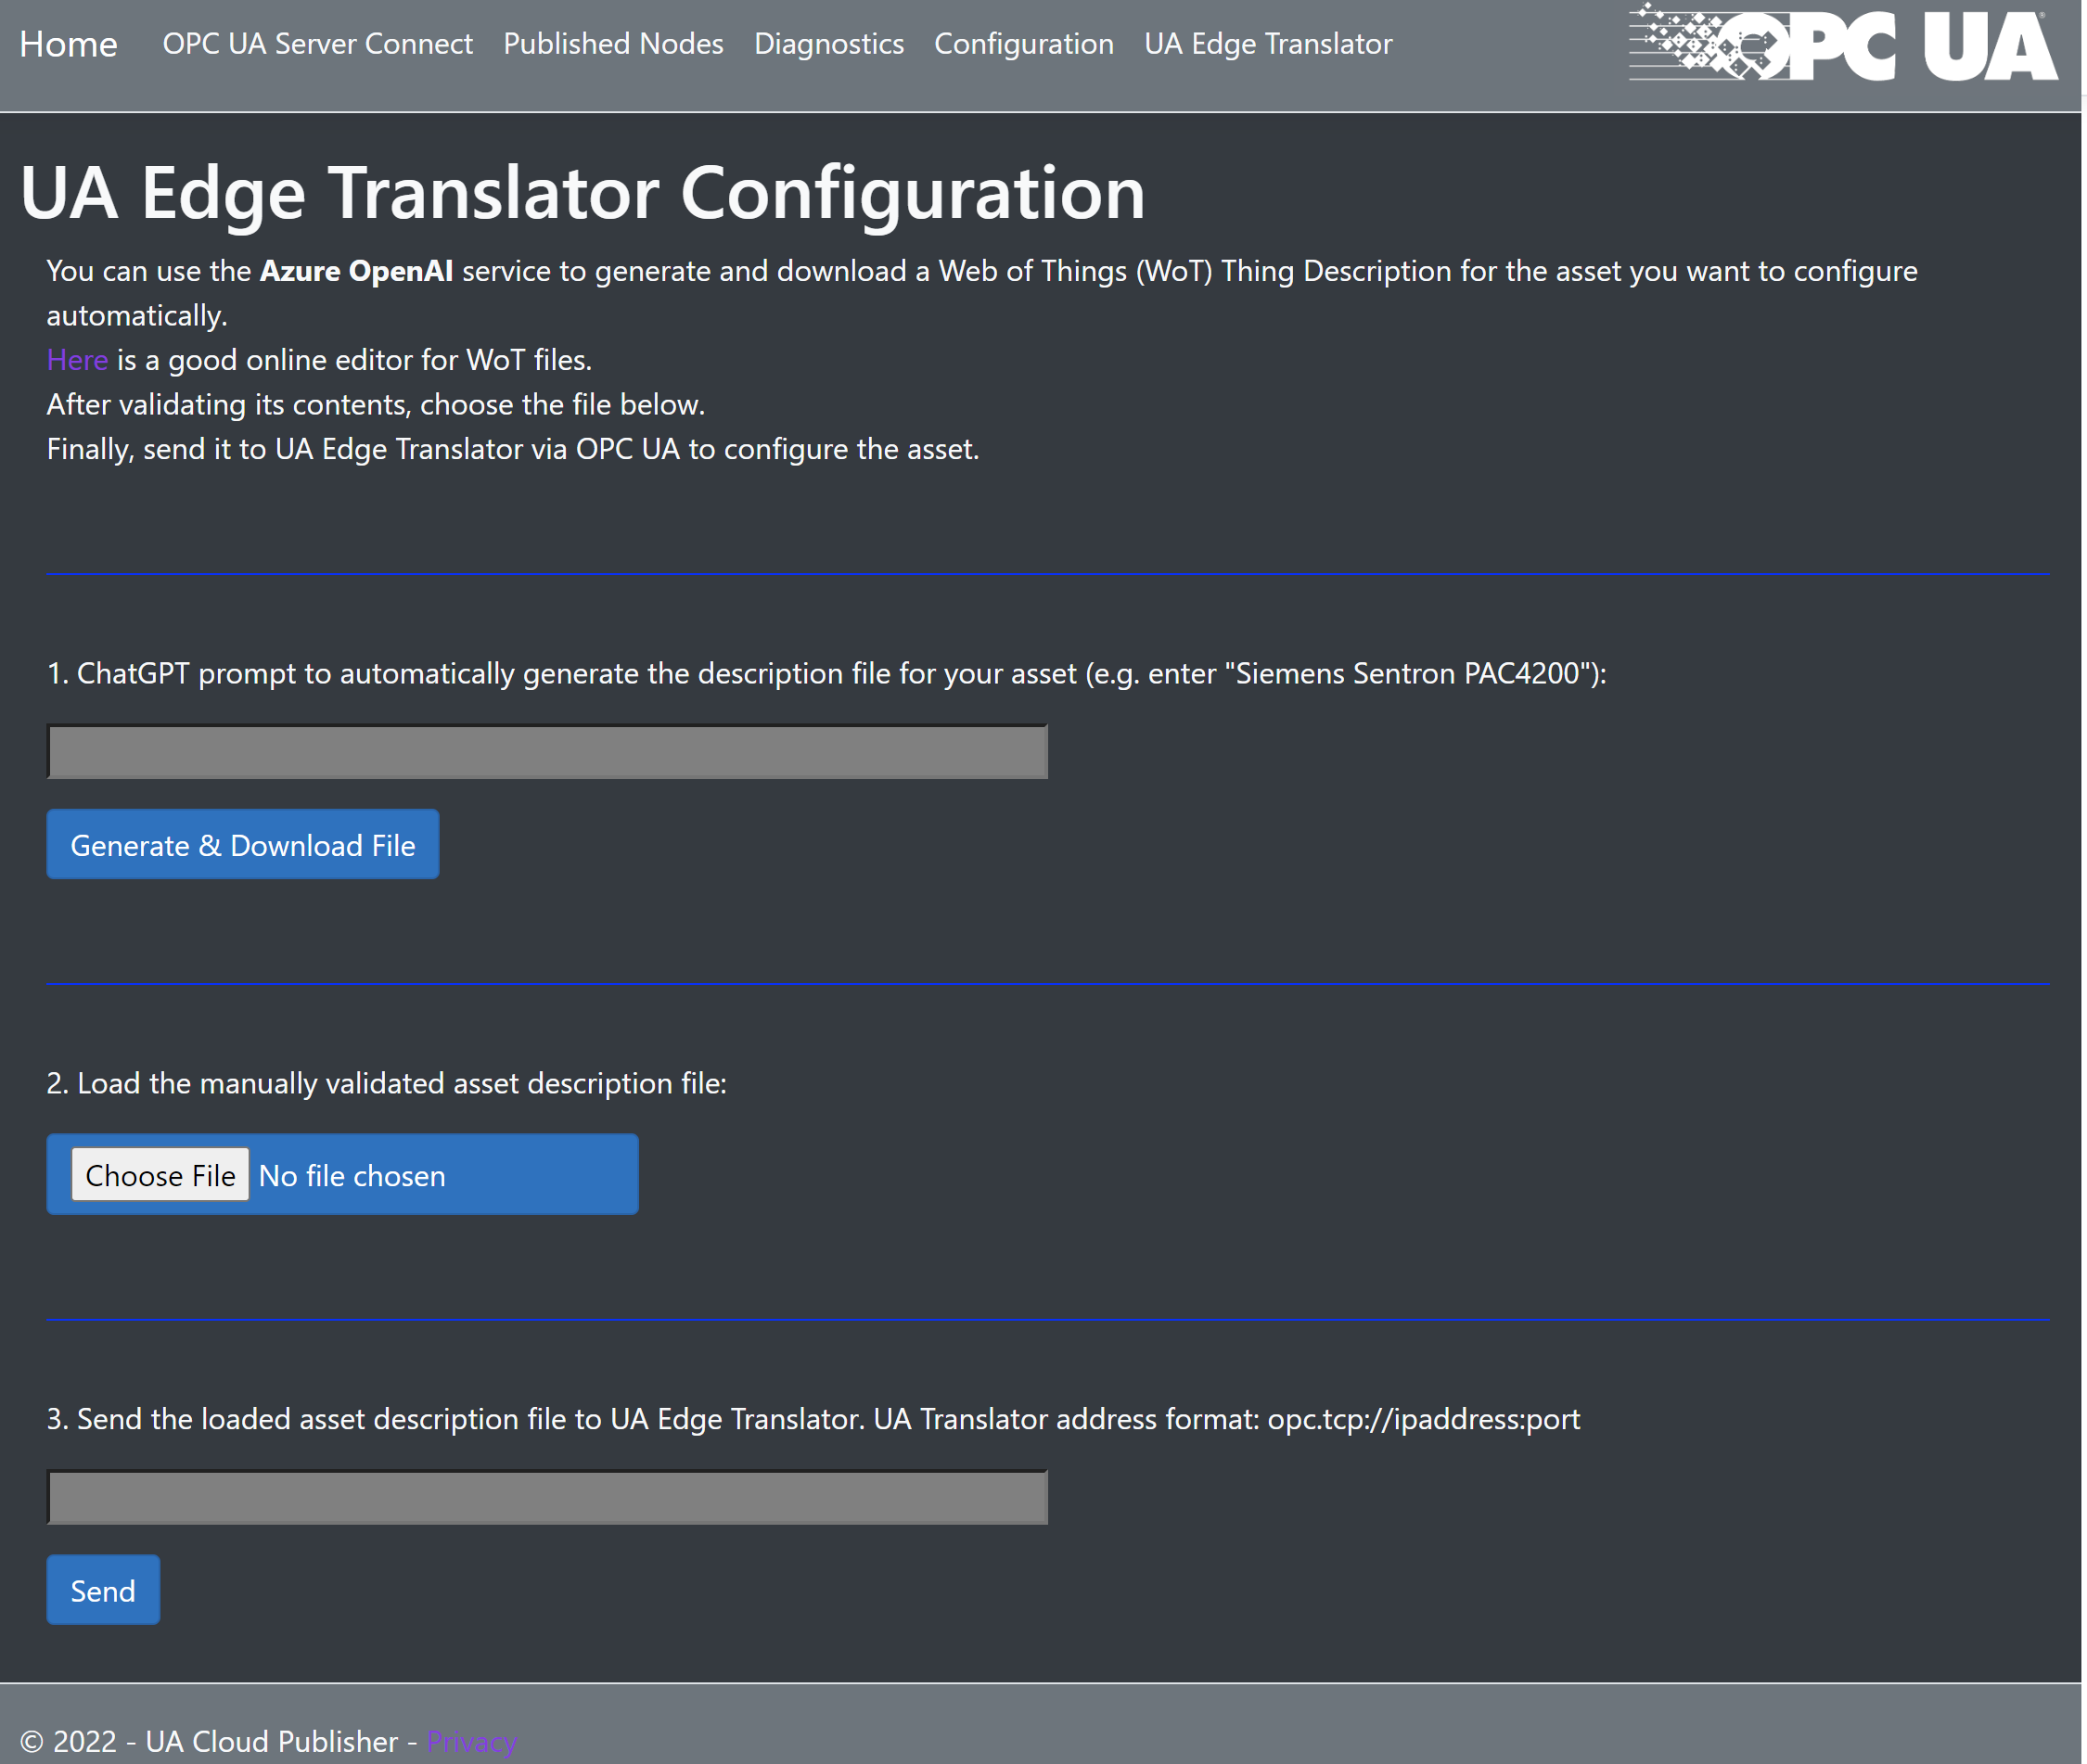 Home OPC UA Server Connect Published Nodes Diagnostics Configuration UA Edge Translator OPC UA
UA Edge Translator Configuration
You can use the Azure OpenAI service to generate and download a Web of Things (WoT) Thing Description for the asset you want to configure
automatically.
Here is a good online editor for WoT files.
After validating its contents, choose the file below.
Finally, send it to UA Edge Translator via OPC UA to configure the asset.
1. ChatGPT prompt to automatically generate the description file for your asset (e.g. enter "Siemens Sentron PAC4200"):
Generate & Download File
2. Load the manually validated asset description file:
Choose File No file chosen
3. Send the loaded asset description file to UA Edge Translator. UA Translator address format: opc.tcp://ipaddress:port
Send
© 2022 - UA Cloud Publisher - Privacy